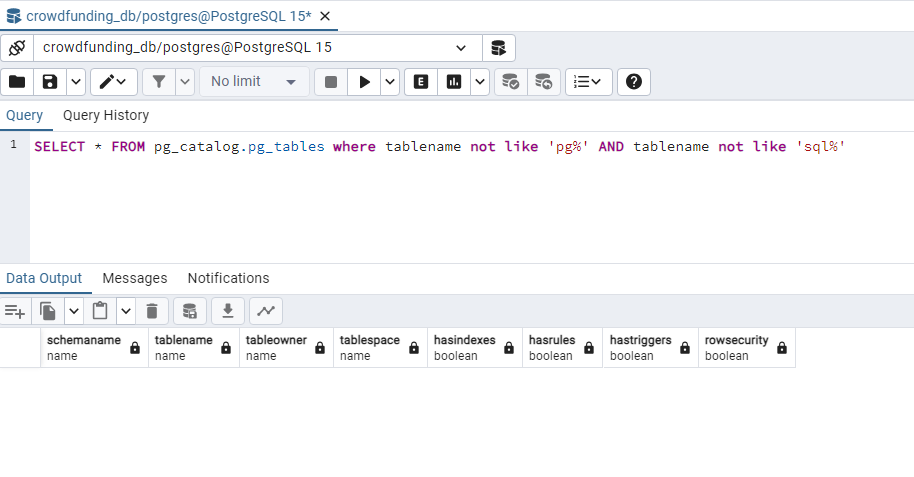 crowdfunding_db/postgres@PostgreSQL 15*
crowdfunding_db/postgres@PostgreSQL 15
No limit
E
Query Query History
1 SELECT * FROM pg_catalog.pg_tables where tablename not like 'pg%' AND tablename not like 'sql%'
Data Output Messages Notifications
schemaname tablename tableowner tablespace hasindexes hasrules hastriggers rowsecurity
name name name name boolean boolean boolean boolean